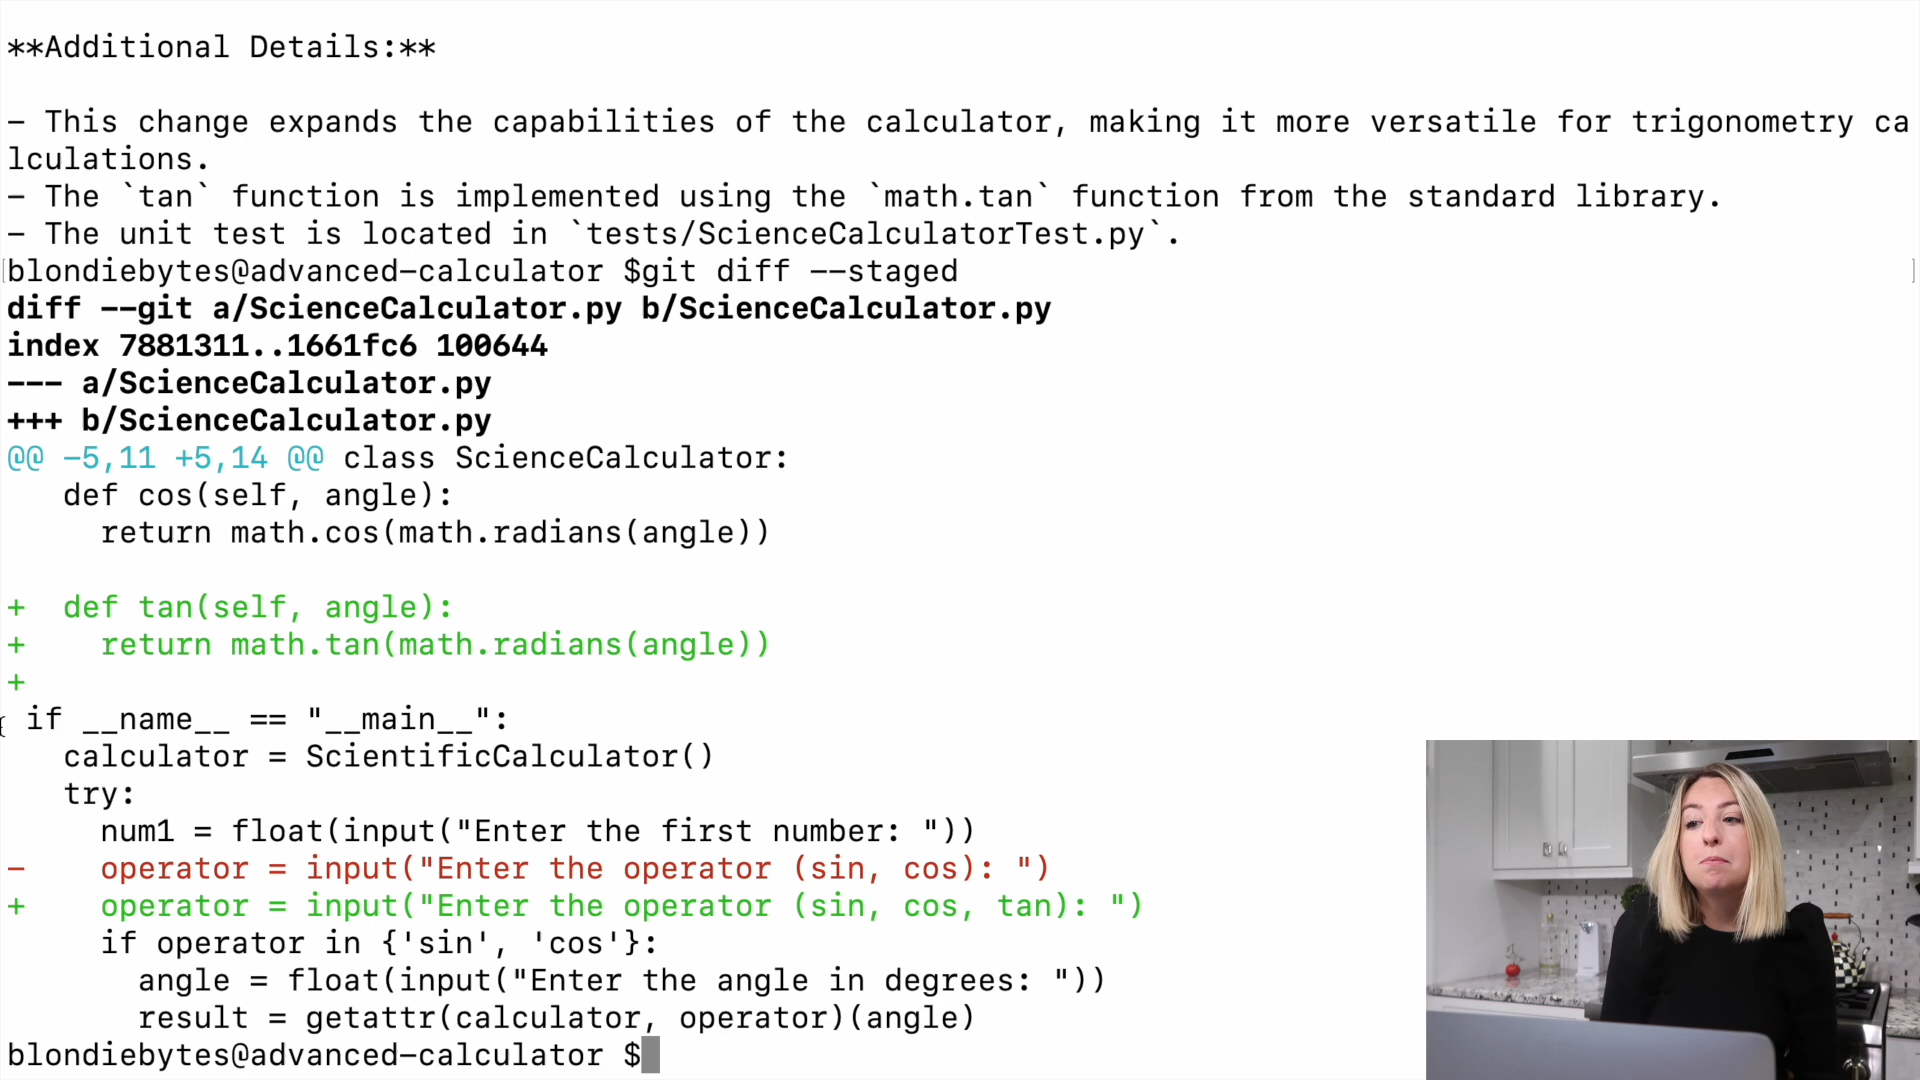 **Additional Details:**
- This change expands the capabilities of the calculator, making it more versatile for trigonometry ca
lculations.
- The `tan` function is implemented using the `math.tan` function from the standard library.
- The unit test is located in `tests/ScienceCalculatorTest.py`.
[blondiebytes@advanced-calculator $git diff --staged ]
diff --git a/ScienceCalculator.py b/ScienceCalculator.py
index 7881311..1661fc6 100644
--- a/ScienceCalculator.py
+++ b/ScienceCalculator.py
@@ -5,11 +5,14 @@ class ScienceCalculator:
   def cos(self, angle):
     return math.cos(math.radians(angle))
+  def tan(self, angle):
+    return math.tan(math.radians(angle))
+
 if __name__ == "__main__":
   calculator = ScientificCalculator()
   try:
     num1 = float(input("Enter the first number: "))
-    operator = input("Enter the operator (sin, cos): ")
+    operator = input("Enter the operator (sin, cos, tan): ")
     if operator in {'sin', 'cos'}:
       angle = float(input("Enter the angle in degrees: "))
       result = getattr(calculator, operator)(angle)
blondiebytes@advanced-calculator $